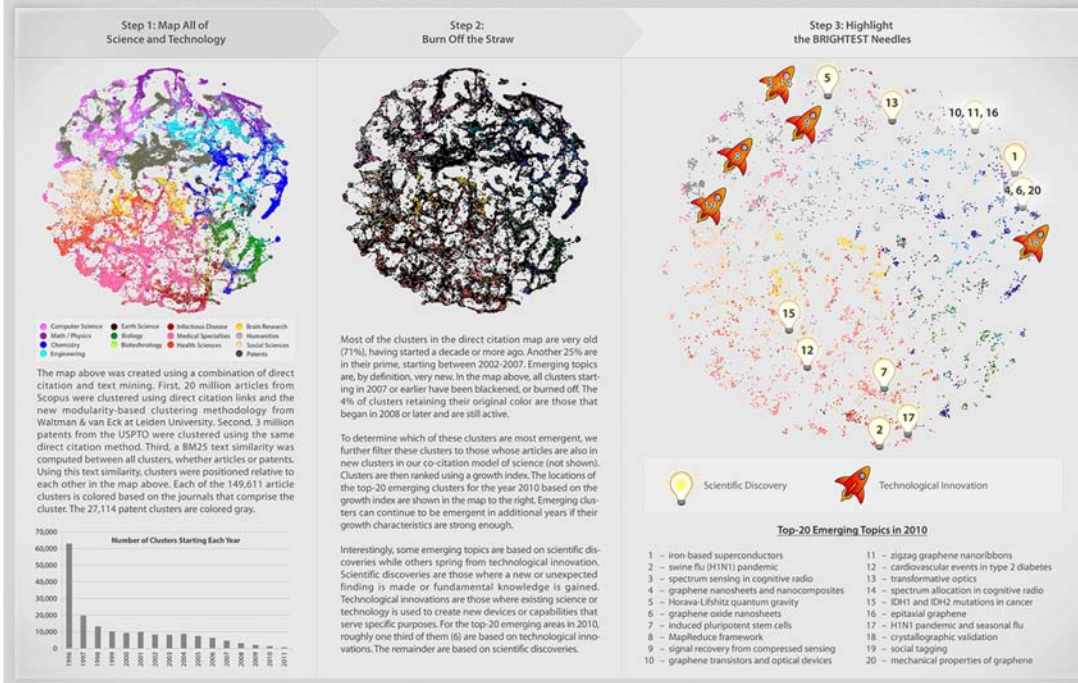 Step 1: Map All of
Science and Technology
Step 2:
Burn Off the Straw
Step 3: Highlight
the BRIGHTEST Needles
Computer Science
Math / Physics
Chemistry
Engineering
Earth Science
Biology
Biotechnology
Infectious Disease
Medical Specialties
Health Sciences
Brain Research
Humanities
Social Sciences
Patents
The map above was created using a combination of direct
citation and text mining. First, 20 million articles from
Scopus were clustered using direct citation links and the
new modularity-based clustering methodology from
Waltman & van Eck at Leiden University. Second, 3 million
patents from the USPTO were clustered using the same
direct citation method. Third, a BM25 text similarity was
computed between all clusters, whether articles or patents.
Using this text similarity, clusters were positioned relative to
each other in the map above. Each of the 149,611 article
clusters is colored based on the journals that comprise the
cluster. The 27,114 patent clusters are colored gray.
Number of Clusters Starting Each Year
70,000
60,000
50,000
40,000
30,000
20,000
10,000
0
1996
1997
1998
1999
2000
2001
2002
2003
2004
2005
2006
2007
2008
2009
2010
2011
Most of the clusters in the direct citation map are very old
(71%), having started a decade or more ago. Another 25% are
in their prime, starting between 2002-2007. Emerging topics
are, by definition, very new. In the map above, all clusters start-
ing in 2007 or earlier have been blackened, or burned off. The
4% of clusters retaining their original color are those that
began in 2008 or later and are still active.
To determine which of these clusters are most emergent, we
further filter these clusters to those whose articles are also in
new clusters in our co-citation model of science (not shown).
Clusters are then ranked using a growth index. The locations of
the top-20 emerging clusters for the year 2010 based on the
growth index are shown in the map to the right. Emerging clus-
ters can continue to be emergent in additional years if their
growth characteristics are strong enough.
Interestingly, some emerging topics are based on scientific dis-
coveries while others spring from technological innovation.
Scientific discoveries are those where a new or unexpected
finding is made or fundamental knowledge is gained.
Technological innovations are those where existing science or
technology is used to create new devices or capabilities that
serve specific purposes. For the top-20 emerging areas in 2010,
roughly one third of them (6) are based on technological inno-
vations. The remainder are based on scientific discoveries.
5
13
10, 11, 16
9
8
1
4, 6, 20
19
18
15
12
7
17
2
Scientific Discovery
Technological Innovation
Top-20 Emerging Topics in 2010
1 – iron-based superconductors
2 – swine flu (H1N1) pandemic
3 – spectrum sensing in cognitive radio
4 – graphene nanosheets and nanocomposites
5 – Horava-Lifshitz quantum gravity
6 – graphene oxide nanosheets
7 – induced pluripotent stem cells
8 – MapReduce framework
9 – signal recovery from compressed sensing
10 – graphene transistors and optical devices
11 – zigzag graphene nanoribbons
12 – cardiovascular events in type 2 diabetes
13 – transformative optics
14 – spectrum allocation in cognitive radio
15 – IDH1 and IDH2 mutations in cancer
16 – epitaxial graphene
17 – H1N1 pandemic and seasonal flu
18 – crystallographic validation
19 – social tagging
20 – mechanical properties of graphene